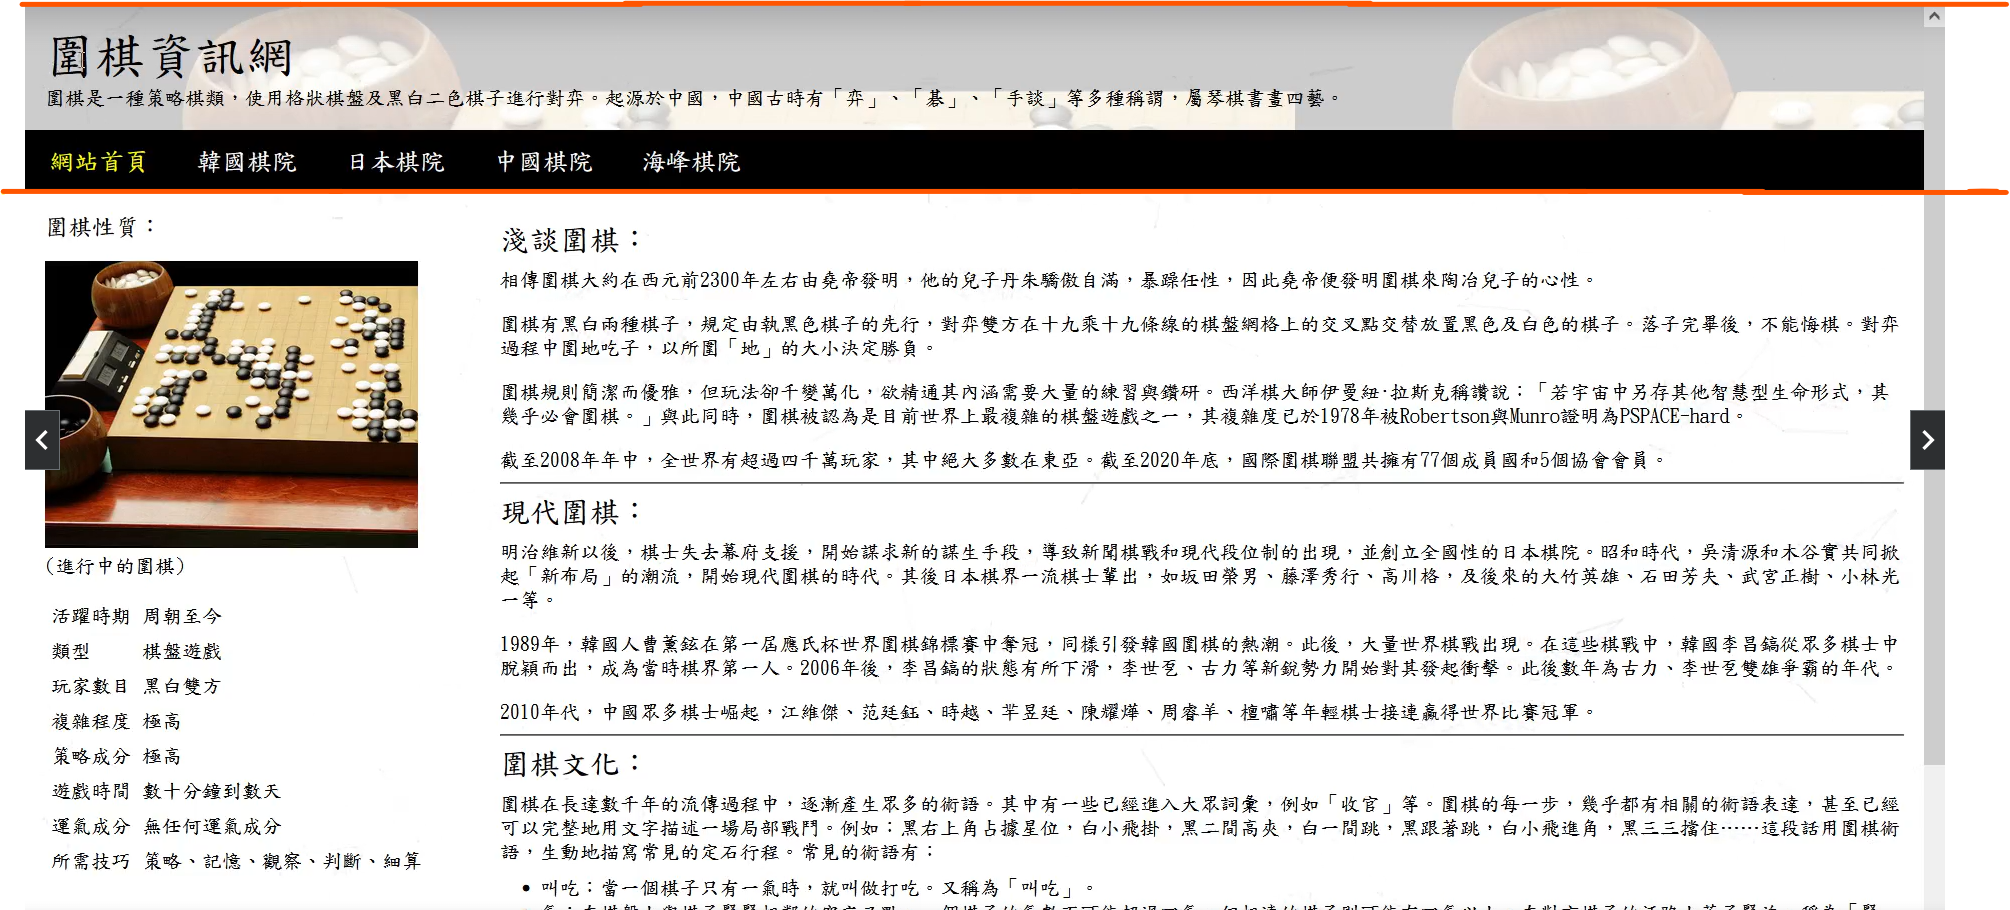 圍棋資訊網
圍棋是一種策略棋類，使用格狀棋盤及黑白二色棋子進行對弈。起源於中國，中國古時有「弈」、「碁」、「手談」等多種稱謂，屬琴棋書畫四藝。
網站首頁 韓國棋院 日本棋院 中國棋院 海峰棋院
圍棋性質：
(進行中的圍棋)
活躍時期 周朝至今
類型 棋盤遊戲
玩家數目 黑白雙方
複雜程度 極高
策略成分 極高
遊戲時間 數十分鐘到數天
運氣成分 無任何運氣成分
所需技巧 策略、記憶、觀察、判斷、細算
淺談圍棋：
相傳圍棋大約在西元前2300年左右由堯帝發明，他的兒子丹朱驕傲自滿，暴躁任性，因此堯帝便發明圍棋來陶冶兒子的心性。
圍棋有黑白兩種棋子，規定由執黑色棋子的先行，對弈雙方在十九乘十九條線的棋盤網格上的交叉點交替放置黑色及白色的棋子。落子完畢後，不能悔棋。對弈
過程中圍地吃子，以所圍「地」的大小決定勝負。
圍棋規則簡潔而優雅，但玩法卻千變萬化，欲精通其內涵需要大量的練習與鑽研。西洋棋大師伊曼紐·拉斯克稱讚說：「若宇宙中另存其他智慧型生命形式，其
幾乎必會圍棋。」與此同時，圍棋被認為是目前世界上最複雜的棋盤遊戲之一，其複雜度已於1978年被Robertson與Munro證明為PSPACE-hard。
截至2008年年中，全世界有超過四千萬玩家，其中絕大多數在東亞。截至2020年底，國際圍棋聯盟共擁有77個成員國和5個協會會員。
現代圍棋：
明治維新以後，棋士失去幕府支援，開始謀求新的謀生手段，導致新聞棋戰和現代段位制的出現，並創立全國性的日本棋院。昭和時代，吳清源和木谷實共同掀
起「新布局」的潮流，開始現代圍棋的時代。其後日本棋界一流棋士輩出，如坂田榮男、藤澤秀行、高川格，及後來的大竹英雄、石田芳夫、武宮正樹、小林光
一等。
1989年，韓國人曹薰鉉在第一屆應氏杯世界圍棋錦標賽中奪冠，同樣引發韓國圍棋的熱潮。此後，大量世界棋戰出現。在這些棋戰中，韓國李昌鎬從眾多棋士中
脫穎而出，成為當時棋界第一人。2006年後，李昌鎬的狀態有所下滑，李世乭、古力等新銳勢力開始對其發起衝擊。此後數年為古力、李世乭雙雄爭霸的年代。
2010年代，中國眾多棋士崛起，江維傑、范廷鈺、時越、羋昱廷、陳耀燁、周睿羊、檀嘯等年輕棋士接連贏得世界比賽冠軍。
圍棋文化：
圍棋在長達數千年的流傳過程中，逐漸產生眾多的術語。其中有一些已經進入大眾詞彙，例如「收官」等。圍棋的每一步，幾乎都有相關的術語表達，甚至已經
可以完整地用文字描述一場局部戰鬥。例如：黑右上角占據星位，白小飛掛，黑二間高夾，白一間跳，黑跟著跳，白小飛進角，黑三三擋住……這段話用圍棋術
語，生動地描寫常見的定石行程。常見的術語有：
• 叫吃：當一個棋子只有一氣時，就叫做打吃。又稱為「叫吃」。